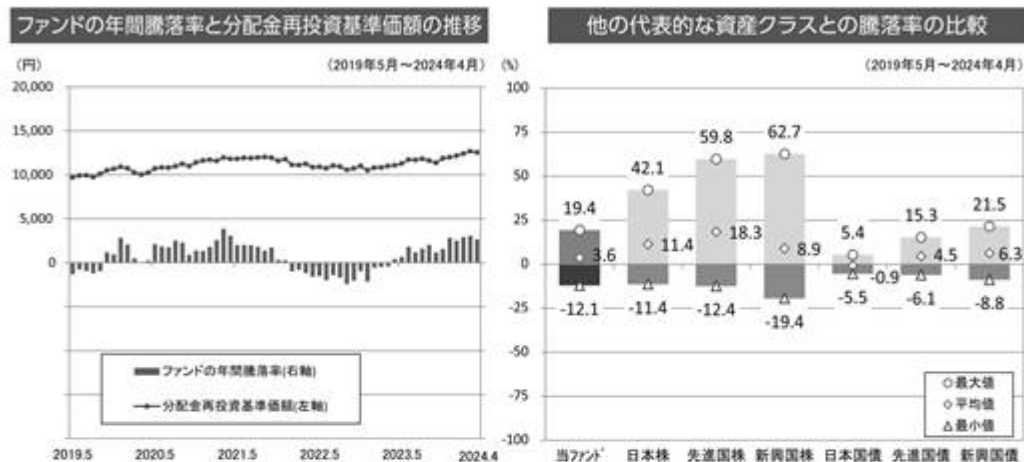 ファンドの年間騰落率と分配金再投資基準価額の推移
(円)
(2019年5月～2024年4月)
20,000
15,000
10,000
5,000
0
ファンドの年間騰落率(右軸)
分配金再投資基準価額(左軸)
2019.5 2020.5 2021.5 2022.5 2023.5 2024.4
他の代表的な資産クラスとの騰落率の比較
(%)
(2019年5月～2024年4月)
100
75
50
25
0
-25
-50
-75
-100
19.4 42.1 59.8 62.7 5.4 15.3 21.5
3.6 11.4 18.3 8.9 -0.9 4.5 6.3
-12.1 -11.4 -12.4 -19.4 -5.5 -6.1 -8.8
最大値
平均値
最小値
当ファンド 日本株 先進国株 新興国株 日本国債 先進国債 新興国債